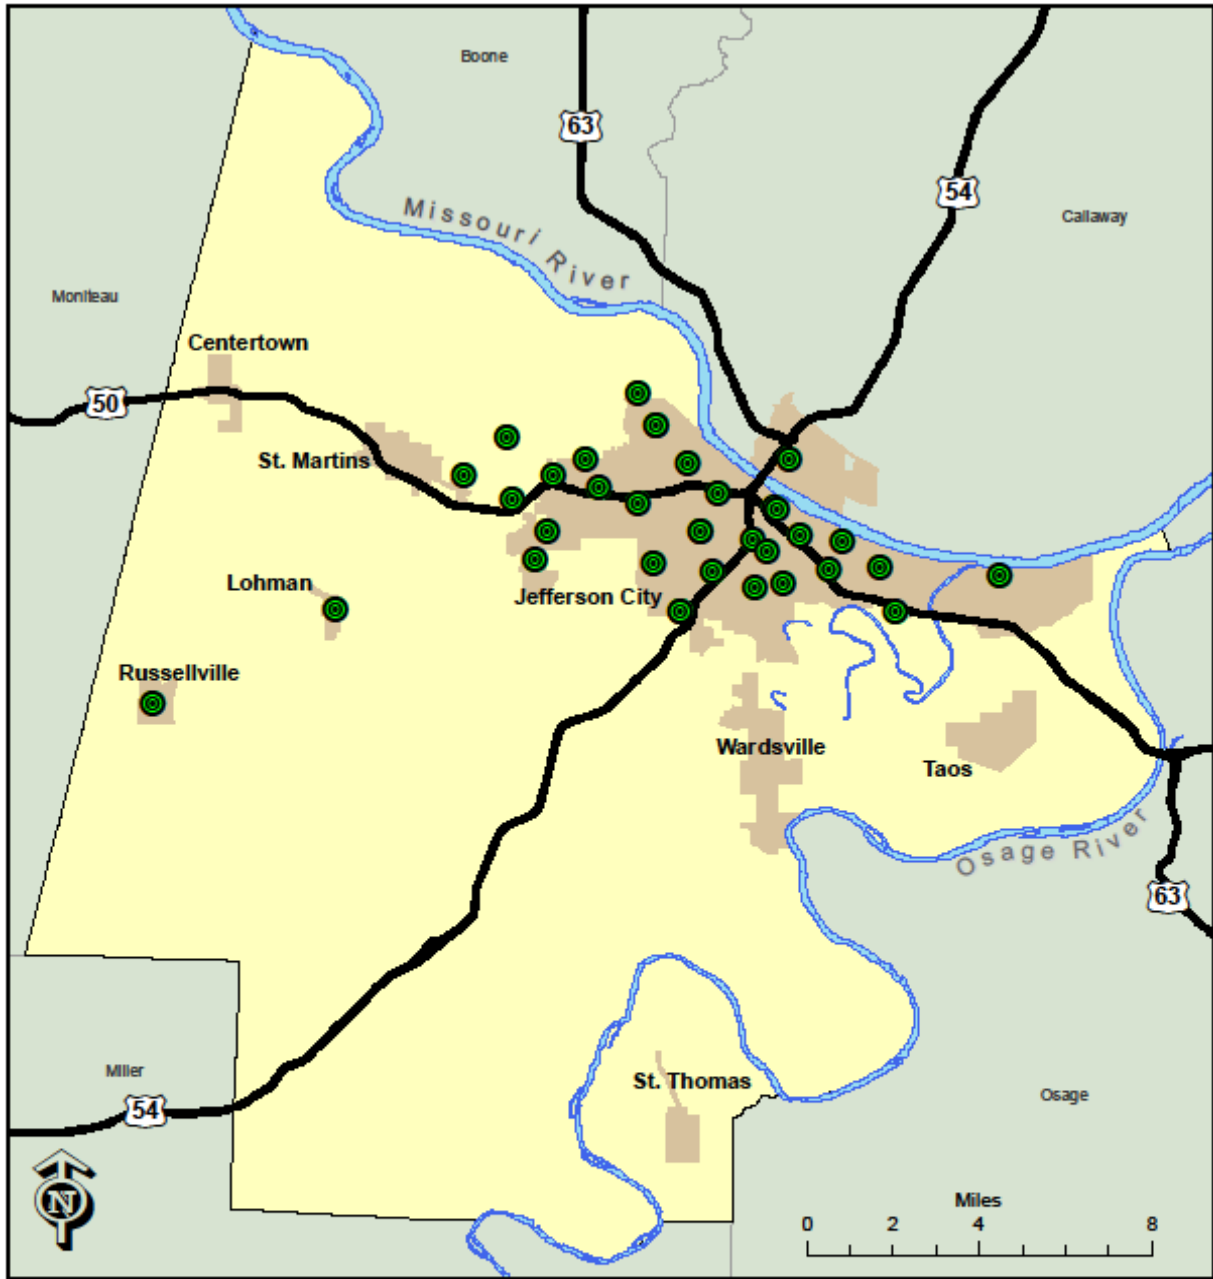 Boone
63
54
Callaway
Missouri River
Moniteau
Centertown
50
St. Martins
Lohman
Jefferson City
Russellville
Wardsville
Taos
Osage River
63
Miller
St. Thomas
Osage
54
N
Miles
0 2 4 8